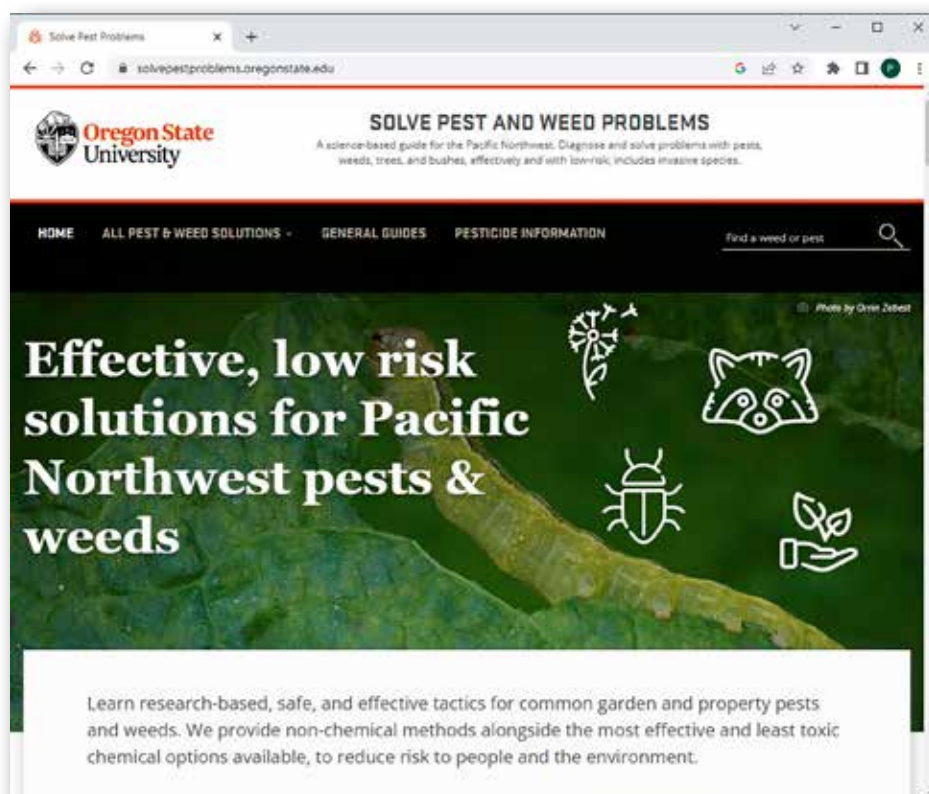 Solve Pest Problems
solvepestproblems.oregonstate.edu
P
Oregon State
University
SOLVE PEST AND WEED PROBLEMS
A science-based guide for the Pacific Northwest. Diagnose and solve problems with pests,
weeds, trees, and bushes, effectively and with low-risk; includes invasive species.
HOME ALL PEST & WEED SOLUTIONS GENERAL GUIDES PESTICIDE INFORMATION Find a weed or pest
Photo by Orrin Zebest
Effective, low risk
solutions for Pacific
Northwest pests &
weeds
Learn research-based, safe, and effective tactics for common garden and property pests
and weeds. We provide non-chemical methods alongside the most effective and least toxic
chemical options available, to reduce risk to people and the environment.